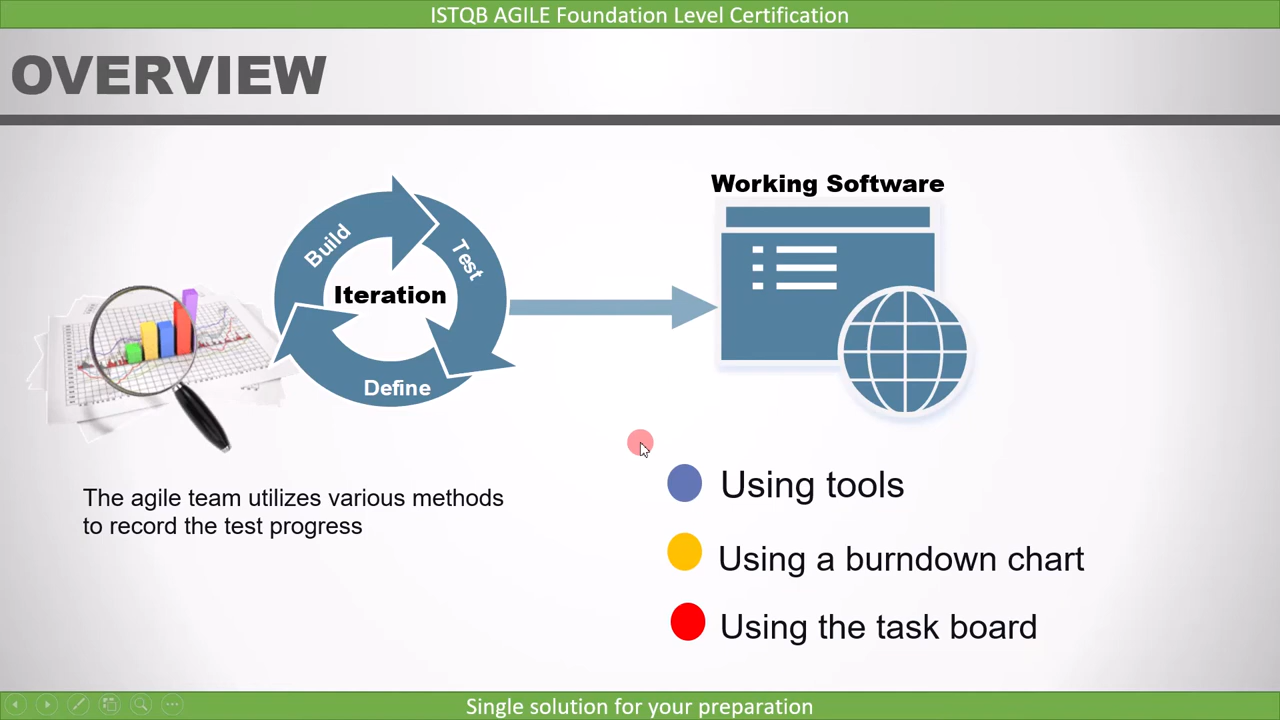 ISTQB AGILE Foundation Level Certification
OVERVIEW
Working Software
Build
Test
Iteration
Define
The agile team utilizes various methods
to record the test progress
Using tools
Using a burndown chart
Using the task board
Single solution for your preparation